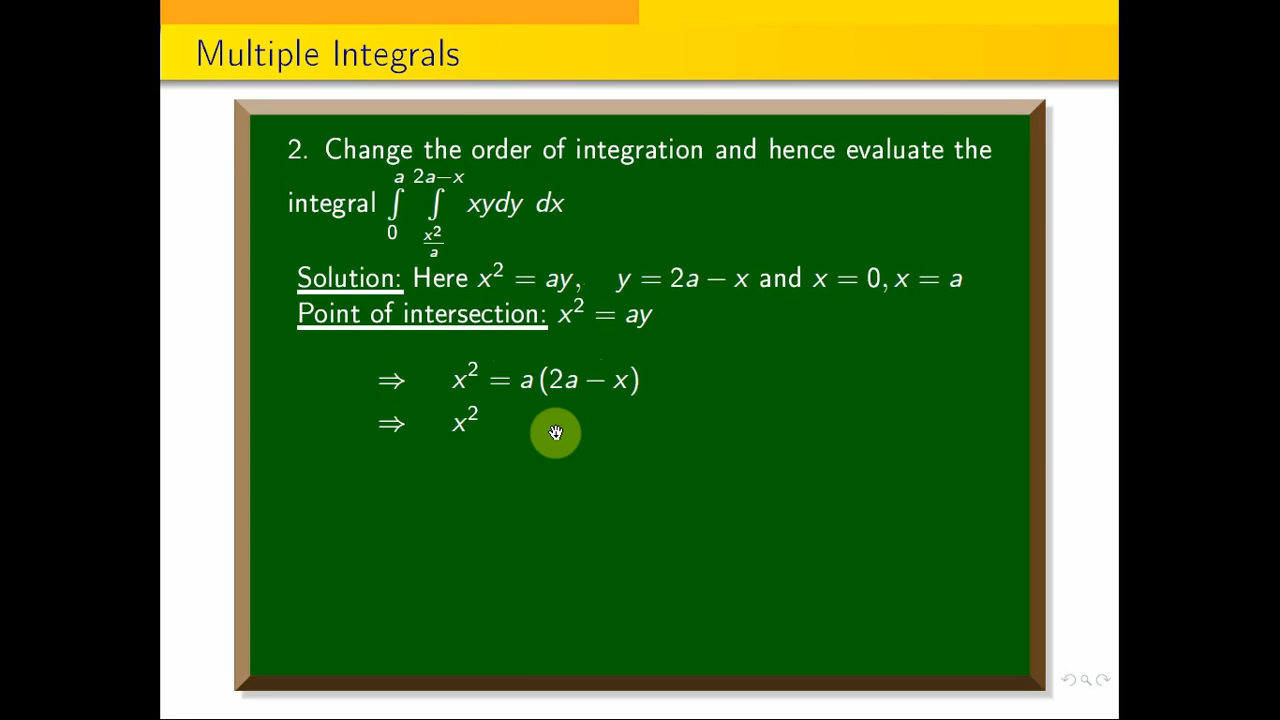 Multiple Integrals
2. Change the order of integration and hence evaluate the
integral ∫₀ᵃ ∫_{x²/a}^{2a−x} xydy dx
Solution: Here x² = ay, y = 2a − x and x = 0, x = a
Point of intersection: x² = ay
⇒ x² = a (2a − x)
⇒ x²